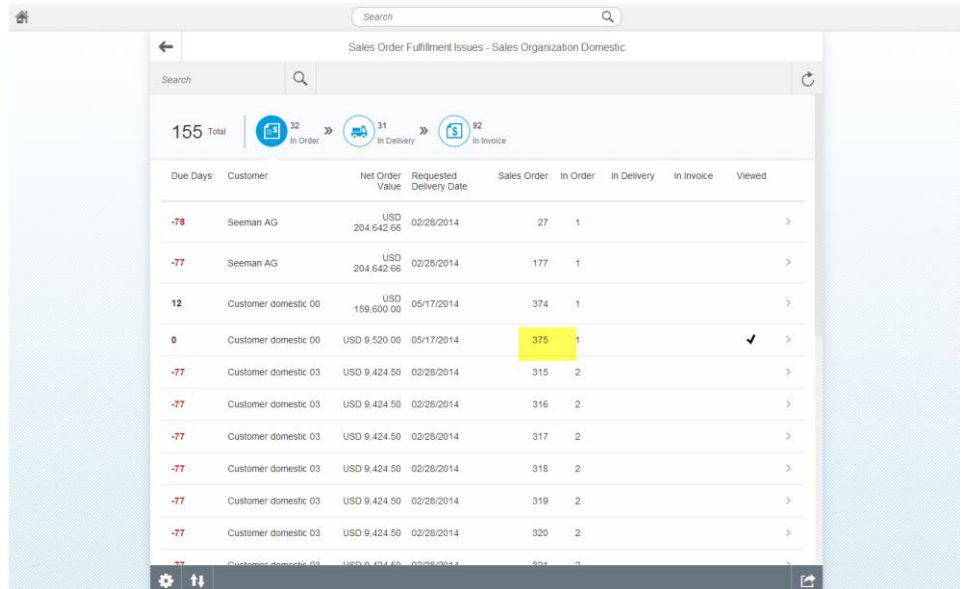 Search
Sales Order Fulfillment Issues - Sales Organization Domestic
Search
155 Total
32
In Order
31
In Delivery
92
In Invoice
Due Days Customer Net Order Value Requested Delivery Date Sales Order In Order In Delivery In Invoice Viewed
-78 Seeman AG USD 204,642.66 02/28/2014 27 1
-77 Seeman AG USD 204,642.66 02/28/2014 177 1
12 Customer domestic 00 USD 159,600.00 05/17/2014 374 1
0 Customer domestic 00 USD 9,520.00 05/17/2014 375 1
-77 Customer domestic 03 USD 9,424.50 02/28/2014 315 2
-77 Customer domestic 03 USD 9,424.50 02/28/2014 316 2
-77 Customer domestic 03 USD 9,424.50 02/28/2014 317 2
-77 Customer domestic 03 USD 9,424.50 02/28/2014 318 2
-77 Customer domestic 03 USD 9,424.50 02/28/2014 319 2
-77 Customer domestic 03 USD 9,424.50 02/28/2014 320 2